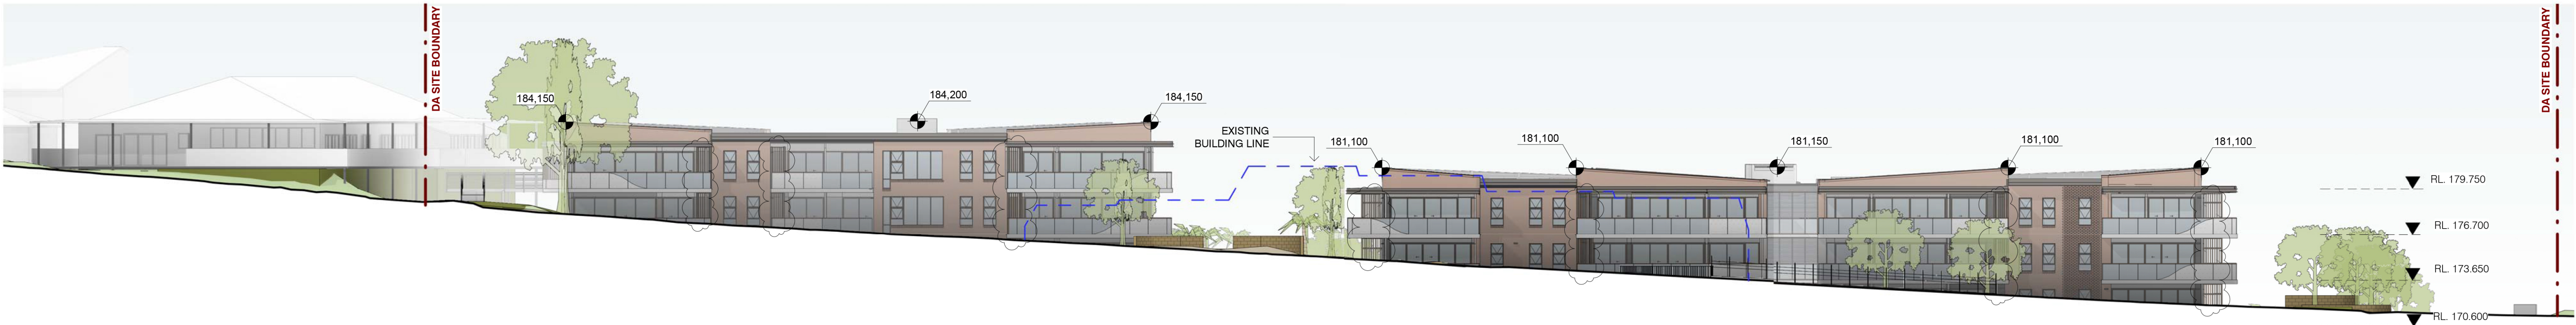 DA SITE BOUNDARY
184,150
184,200
184,150
EXISTING
BUILDING LINE
181,100
181,100
181,150
181,100
181,100
DA SITE BOUNDARY
RL. 179.750
RL. 176.700
RL. 173.650
RL. 170.600